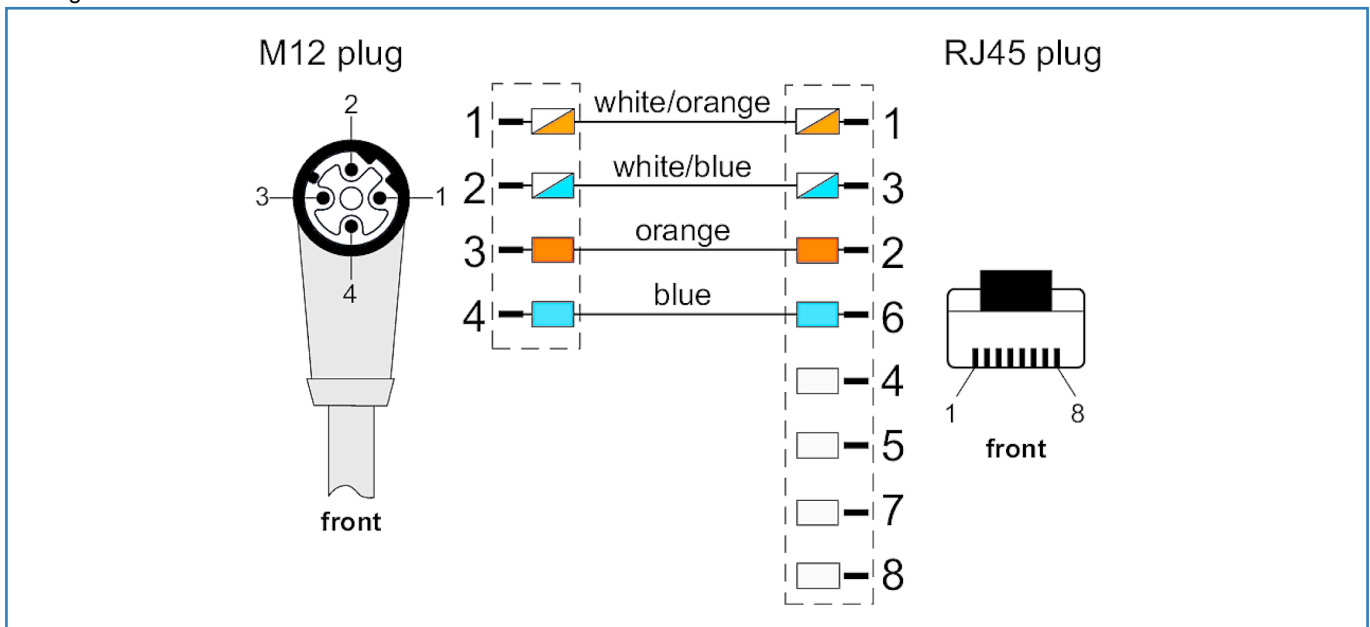 M12 plug
RJ45 plug
2
3
1
4
front
1 white/orange 1
2 white/blue 3
3 orange 2
4 blue 6
4
5
7
8
1 8
front